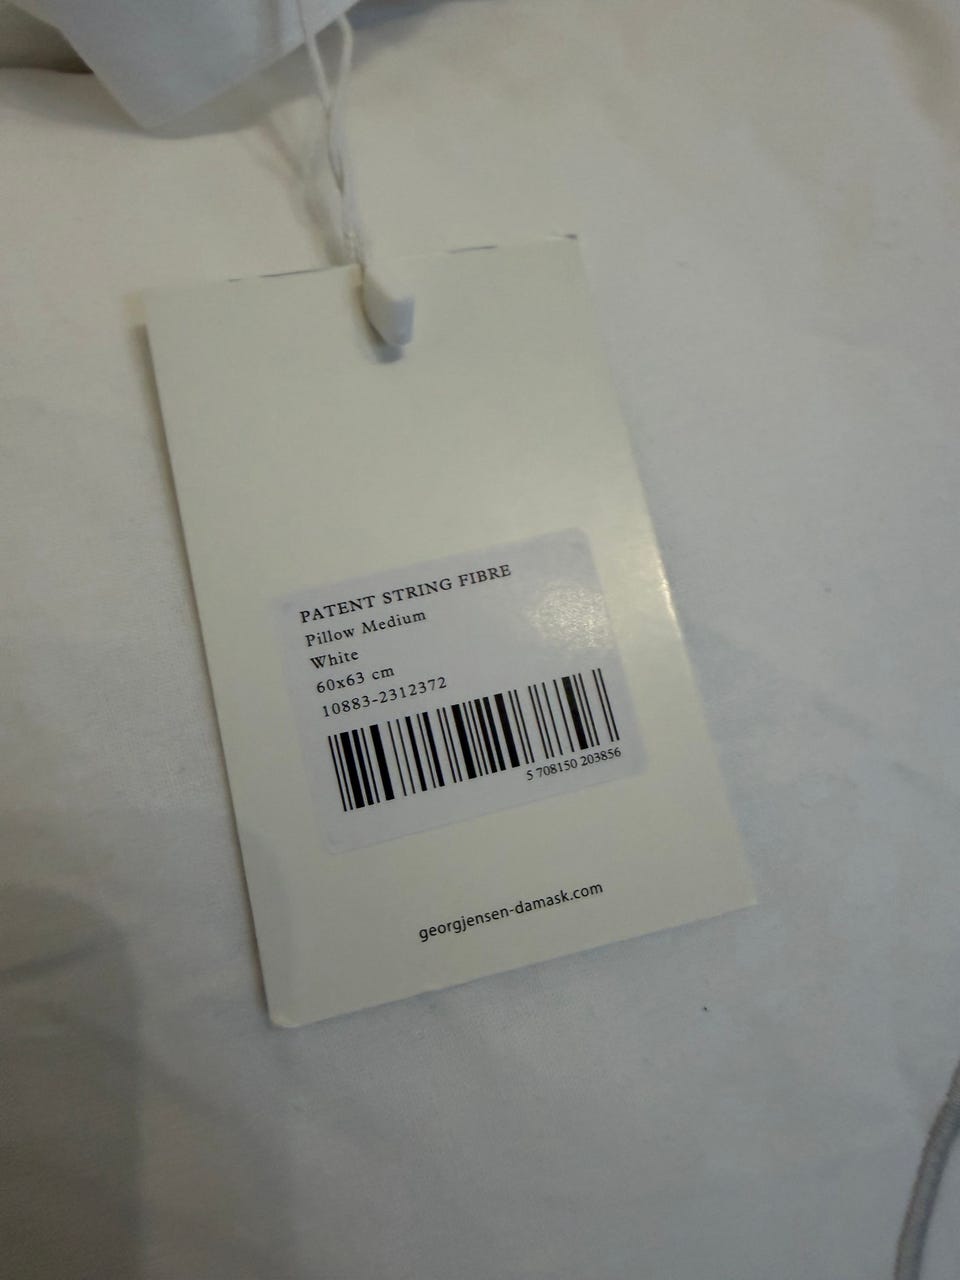 PATENT STRING FIBRE
Pillow Medium
White
60x63 cm
10883-2312372
5 708150 203856
georgjensen-damask.com